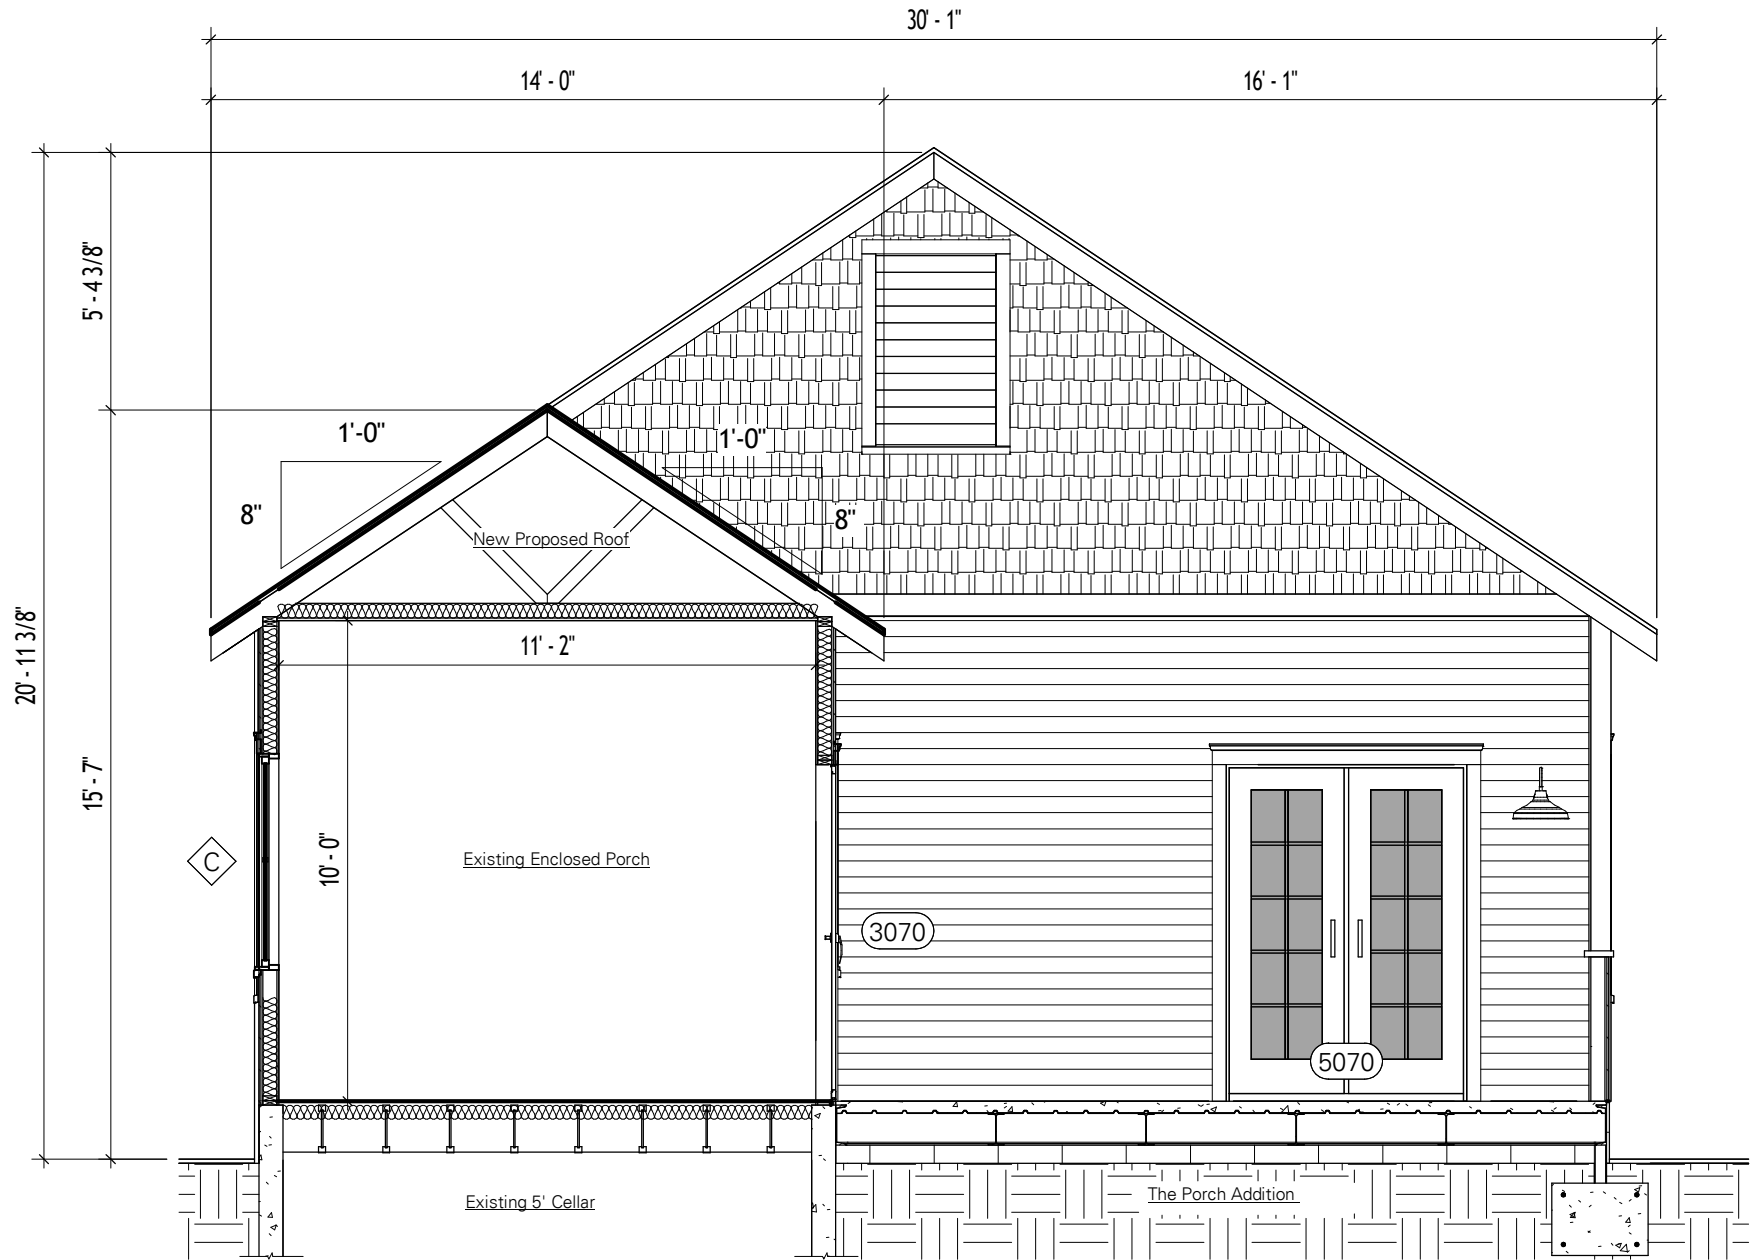 30' - 1"
14' - 0"
16' - 1"
5' - 4 3/8"
1'-0"
1'-0"
8"
8"
New Proposed Roof
20' - 11 3/8"
11' - 2"
15' - 7"
10' - 0"
C
Existing Enclosed Porch
3070
5070
Existing 5' Cellar
The Porch Addition